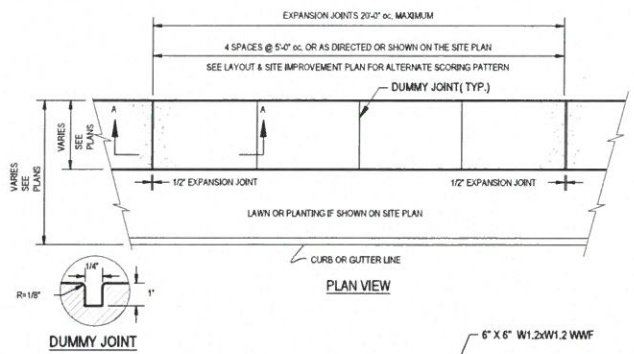 EXPANSION JOINTS 20'-0" oc. MAXIMUM
4 SPACES @ 5'-0" oc. OR AS DIRECTED OR SHOWN ON THE SITE PLAN
SEE LAYOUT & SITE IMPROVEMENT PLAN FOR ALTERNATE SCORING PATTERN
DUMMY JOINT( TYP.)
A
A
VARIES
SEE
PLANS
VARIES
SEE
PLANS
1/2" EXPANSION JOINT
1/2" EXPANSION JOINT
LAWN OR PLANTING IF SHOWN ON SITE PLAN
CURB OR GUTTER LINE
PLAN VIEW
1/4"
R=1/8"
1"
DUMMY JOINT
6" X 6" W1.2xW1.2 WWF